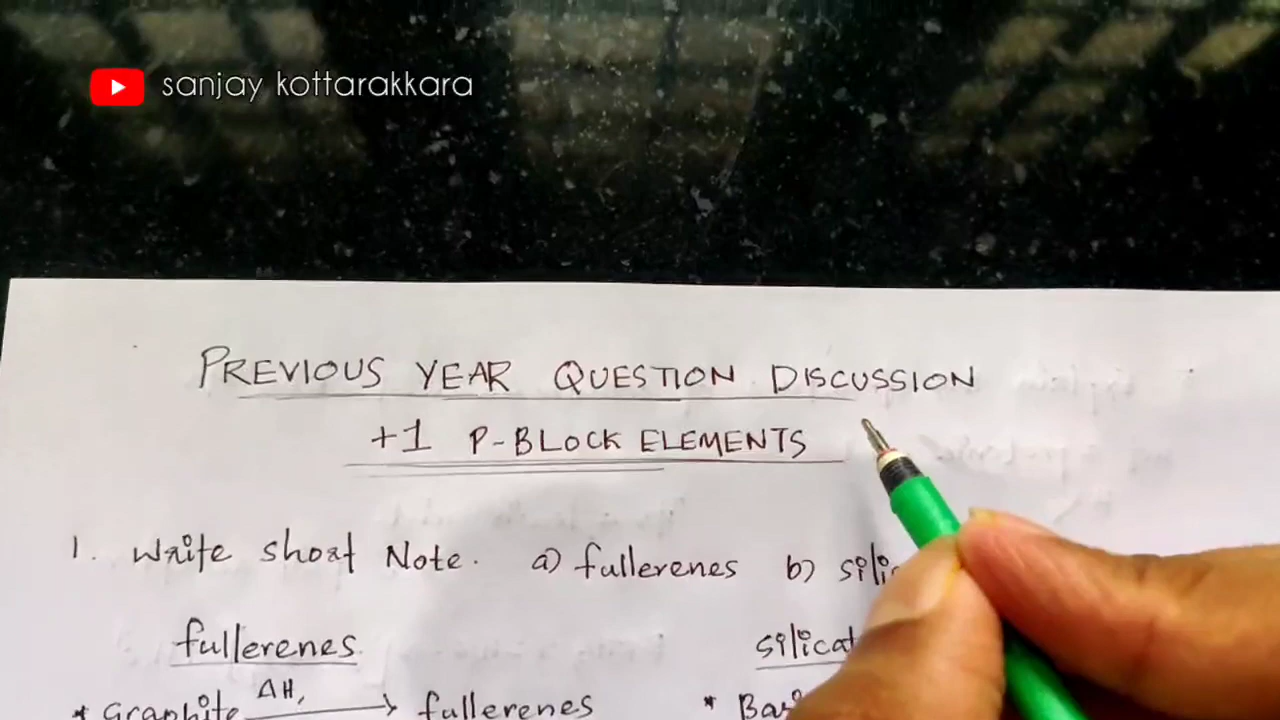 sanjay kottarakkara
PREVIOUS YEAR QUESTION DISCUSSION
+1 P-BLOCK ELEMENTS
1. Write short Note. a) fullerenes b)
fullerenes
* Graphite ΔH, → fullerenes *